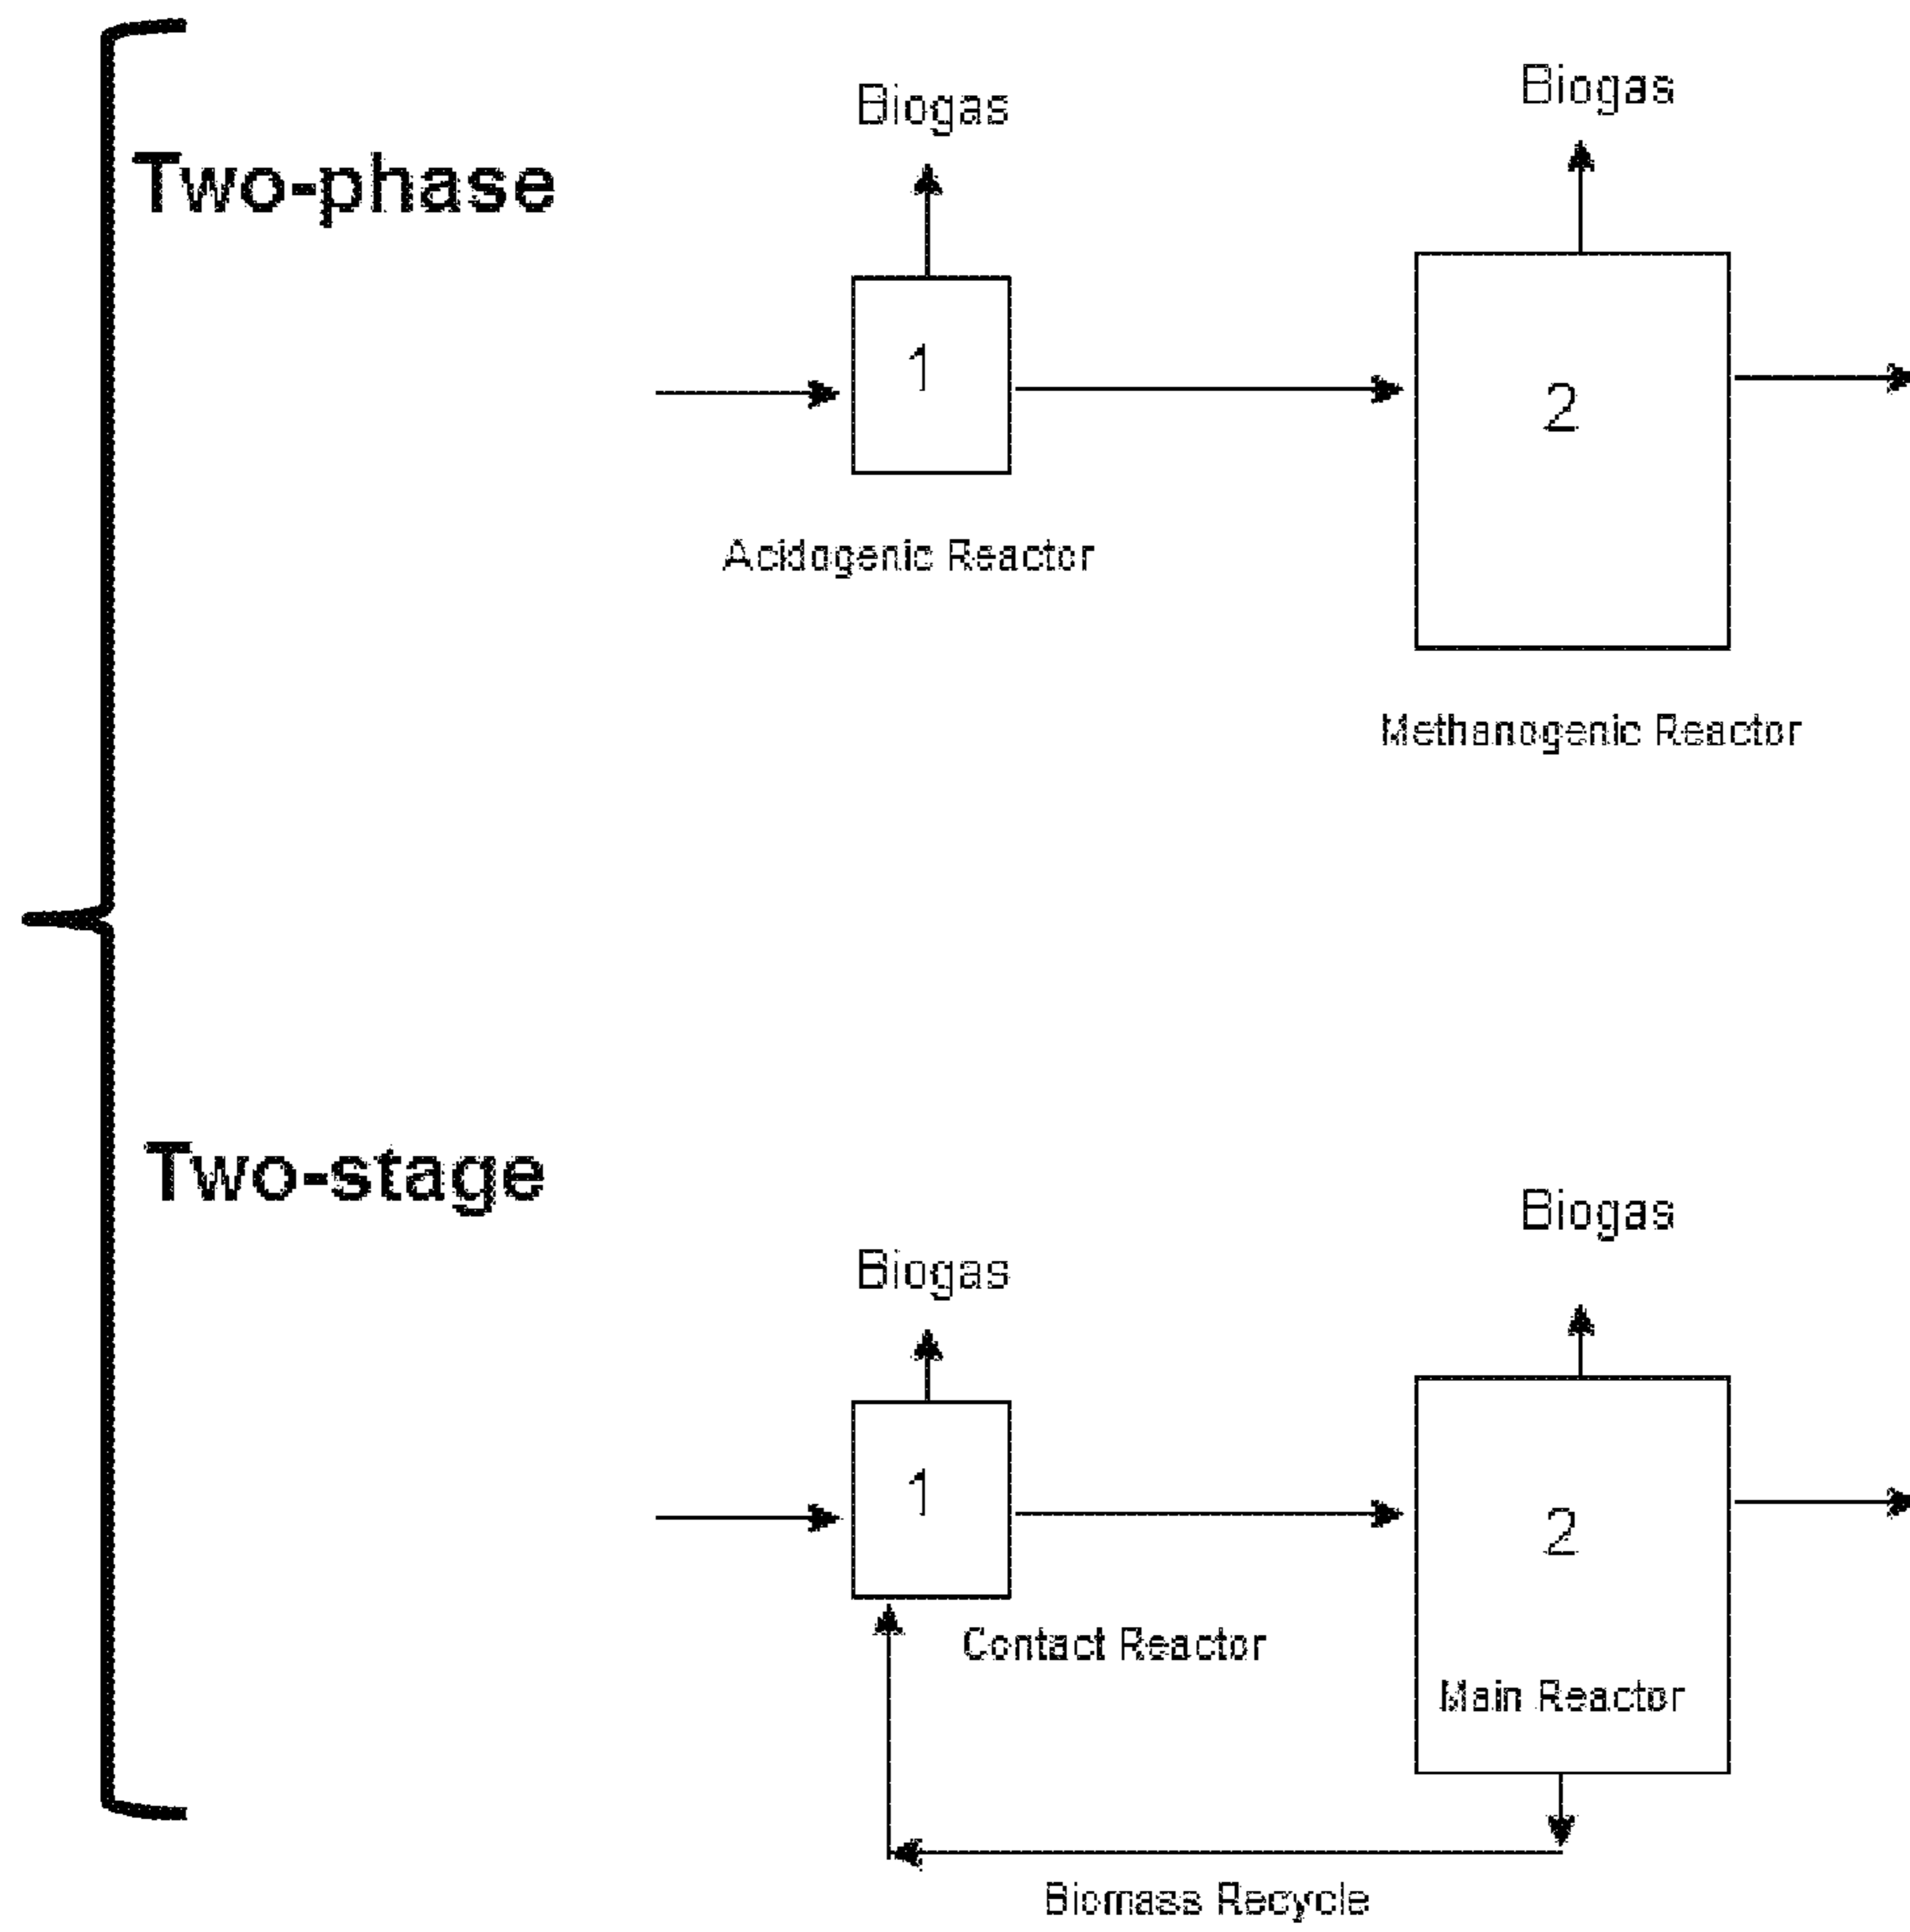 Two-phase
Biogas
Biogas
1
2
Acidogenic Reactor
Methanogenic Reactor
Two-stage
Biogas
Biogas
1
2
Contact Reactor
Main Reactor
Biomass Recycle